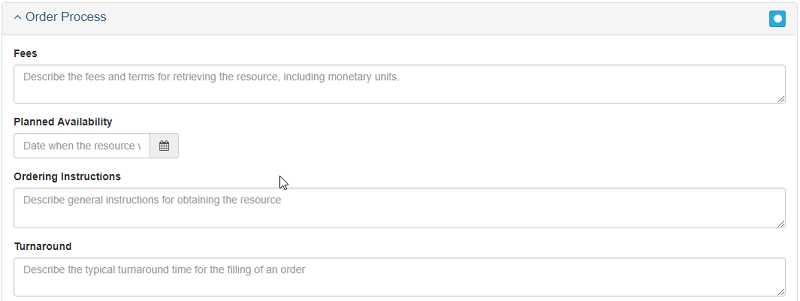 Order Process
Fees
Describe the fees and terms for retrieving the resource, including monetary units.
Planned Availability
Date when the resource
Ordering Instructions
Describe general instructions for obtaining the resource
Turnaround
Describe the typical turnaround time for the filling of an order